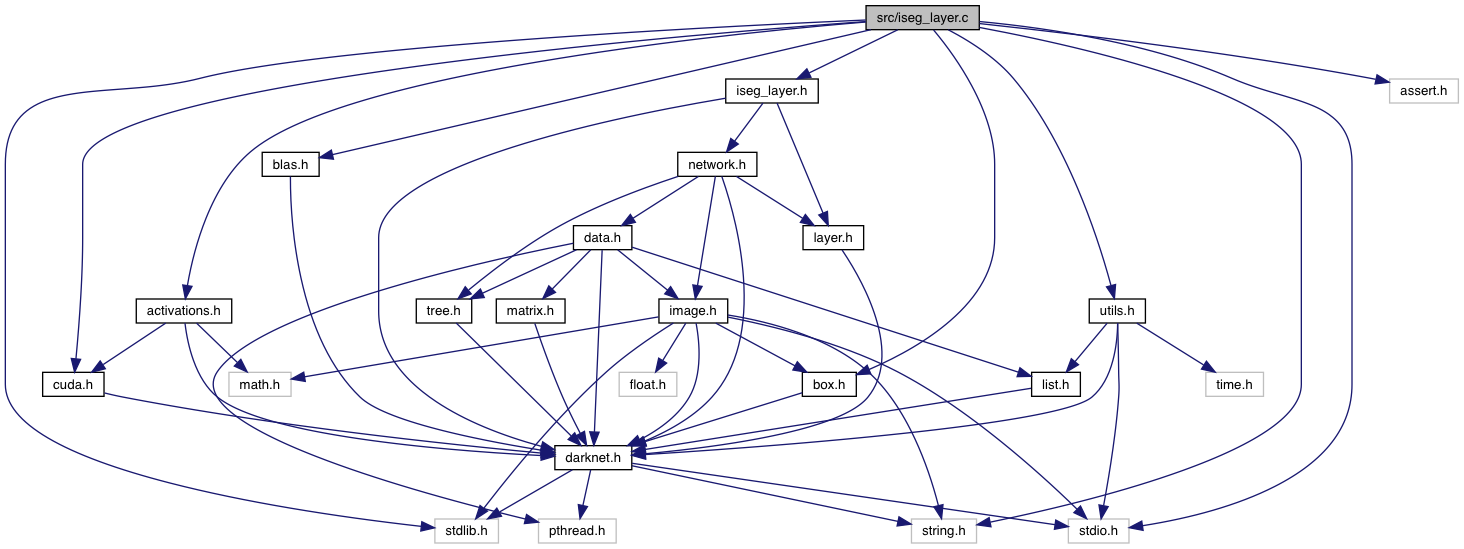 src/iseg_layer.c
iseg_layer.h
assert.h
blas.h
network.h
data.h
layer.h
activations.h
tree.h
matrix.h
image.h
utils.h
cuda.h
math.h
float.h
box.h
list.h
time.h
darknet.h
stdlib.h
pthread.h
string.h
stdio.h